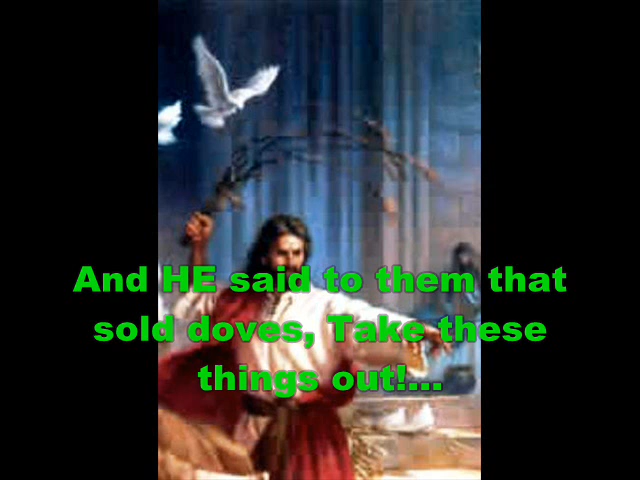 And HE said to them that
sold doves, Take these
things out!...